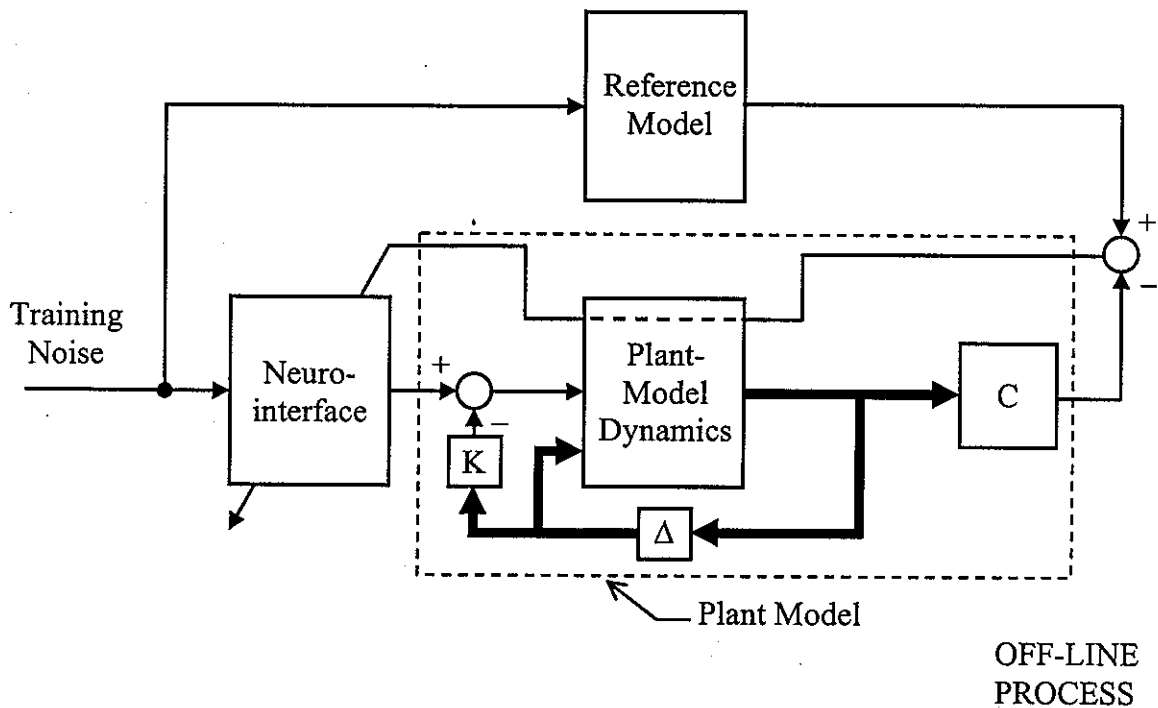 Reference
Model
+
−
Training
Noise
Neuro-
interface
+
−
K
Plant-
Model
Dynamics
C
Δ
Plant Model
OFF-LINE
PROCESS